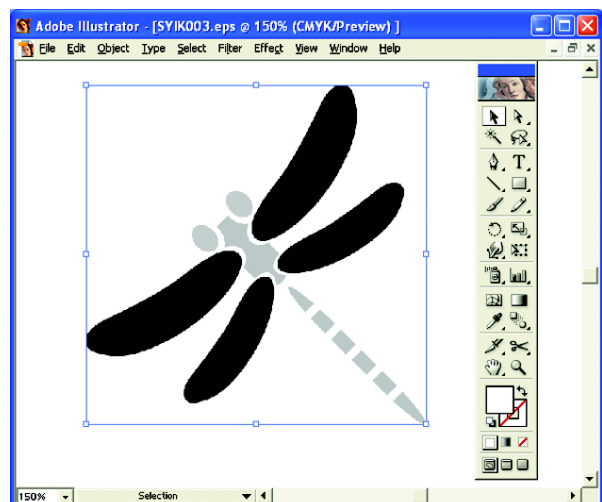 Adobe Illustrator - [SYIK003.eps @ 150% (CMYK/Preview) ]
File Edit Object Type Select Filter Effect View Window Help
T
150% Selection